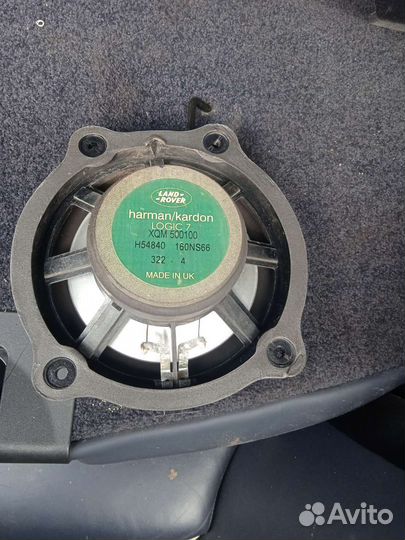 LAND-
ROVER
harman/kardon
LOGIC 7
XQM 500100
H54840 160NS66
322 - 4
MADE IN UK
Avito